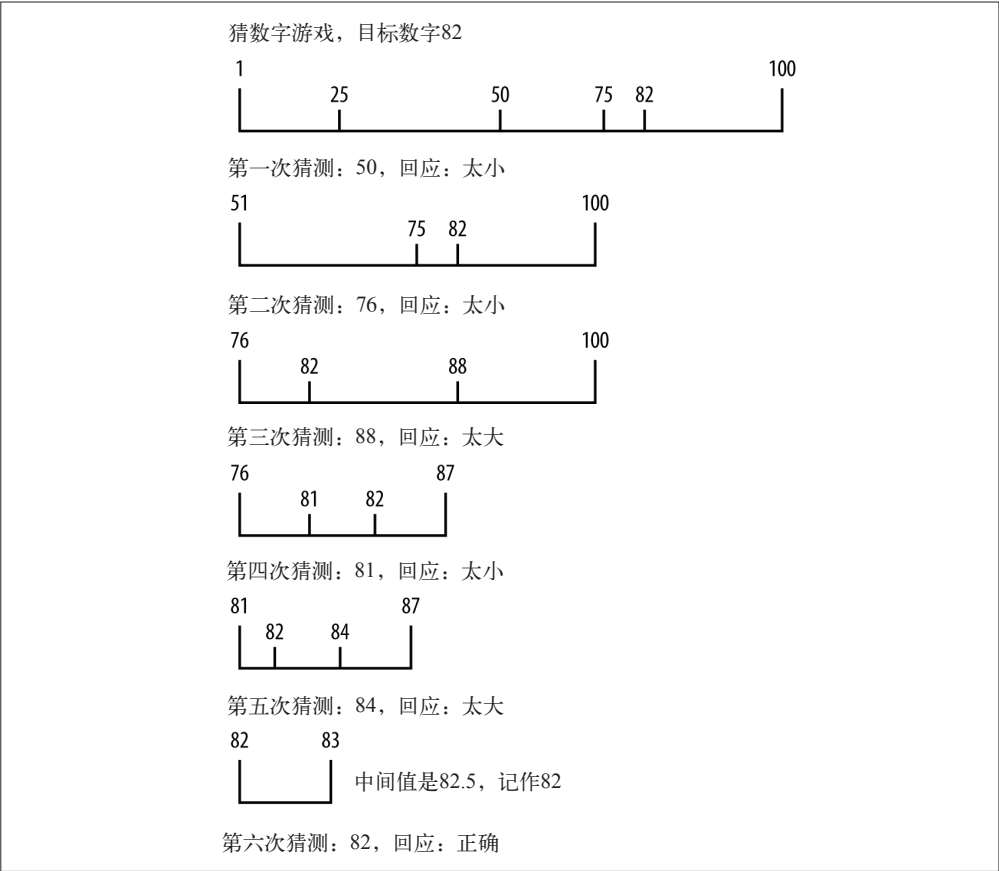 猜数字游戏，目标数字82
1 100
25 50 75 82
第一次猜测：50，回应：太小
51 100
75 82
第二次猜测：76，回应：太小
76 100
82 88
第三次猜测：88，回应：太大
76 87
81 82
第四次猜测：81，回应：太小
81 87
82 84
第五次猜测：84，回应：太大
82 83
中间值是82.5，记作82
第六次猜测：82，回应：正确